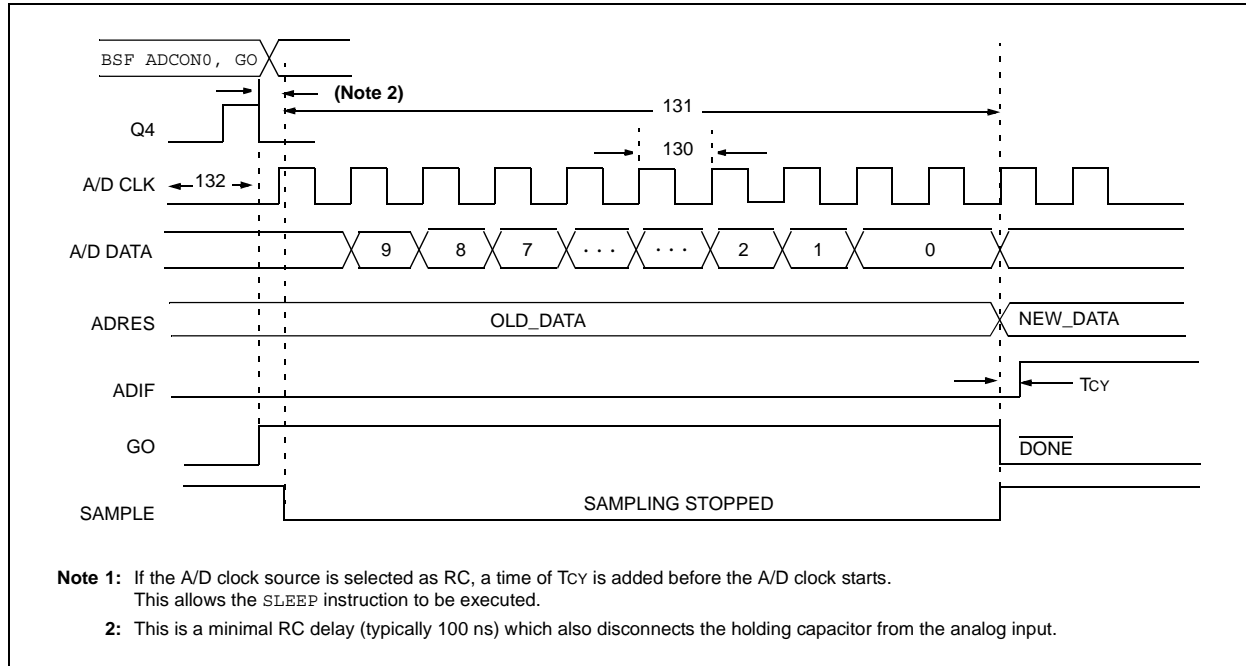 BSF ADCON0, GO
(Note 2)
131
Q4
130
A/D CLK
132
A/D DATA
9 8 7 · · · · · · 2 1 0
ADRES
OLD_DATA
NEW_DATA
ADIF
TCY
GO
DONE
SAMPLE
SAMPLING STOPPED
Note 1: If the A/D clock source is selected as RC, a time of TCY is added before the A/D clock starts.
This allows the SLEEP instruction to be executed.
2: This is a minimal RC delay (typically 100 ns) which also disconnects the holding capacitor from the analog input.